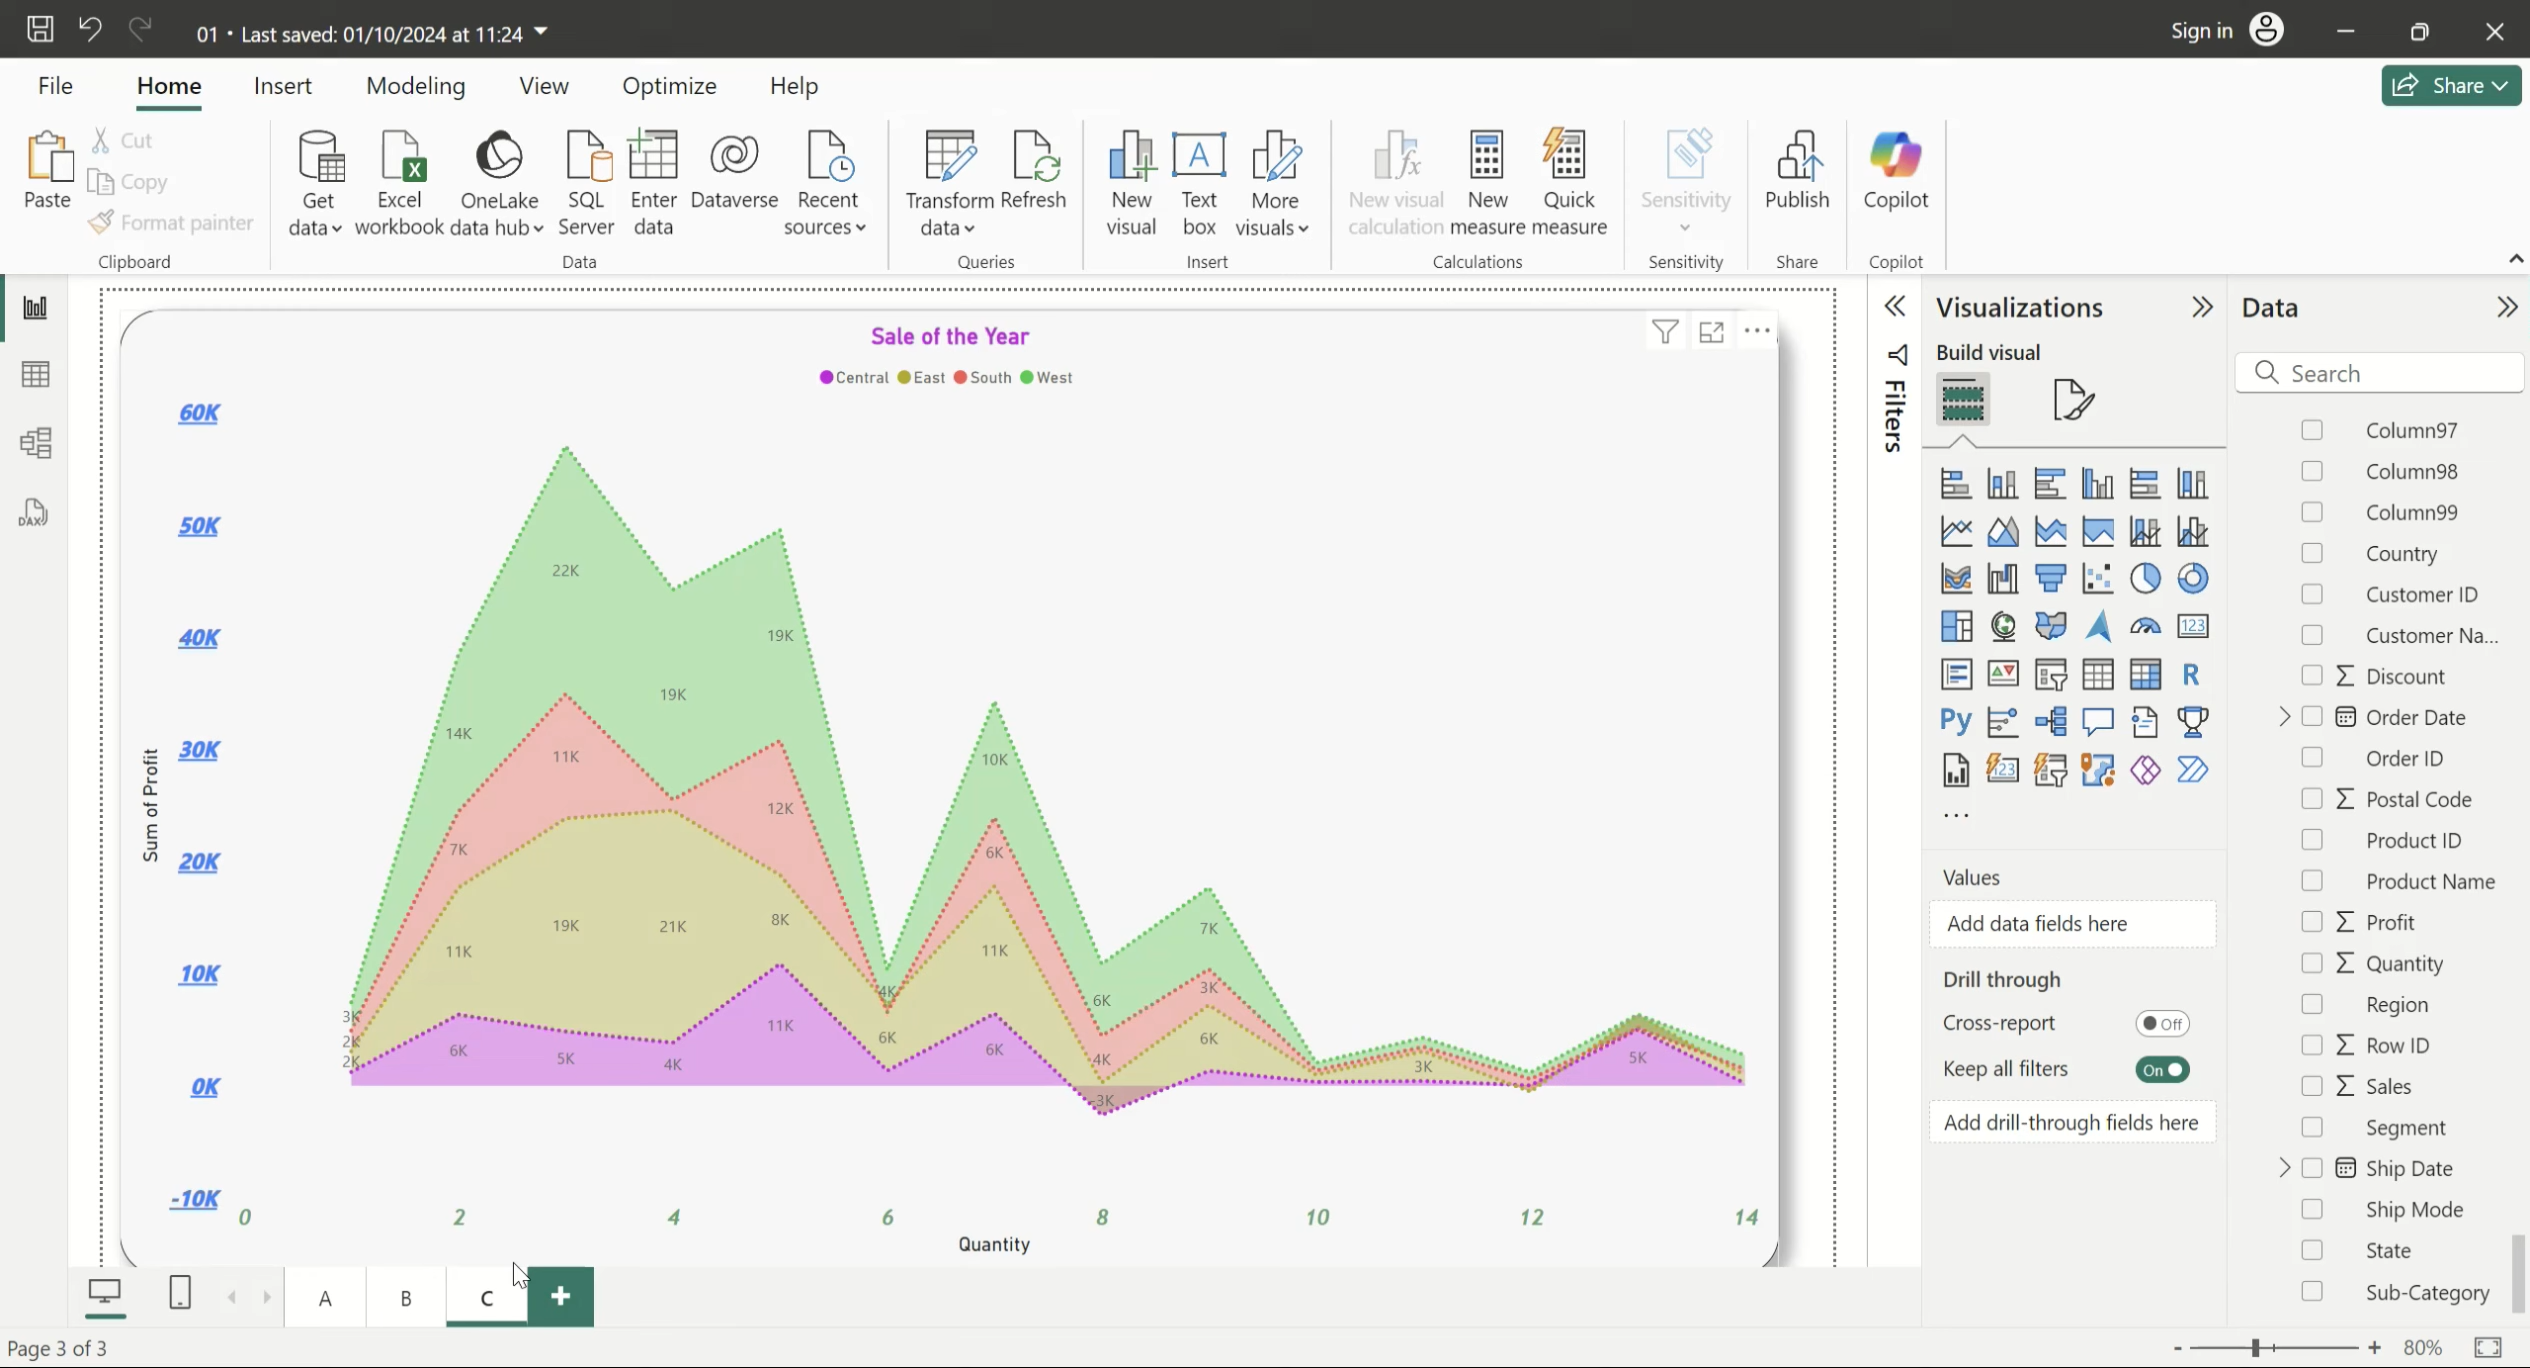 01 • Last saved: 01/10/2024 at 11:24
Sign in
File Home Insert Modeling View Optimize Help
Share
Paste
Cut
Copy
Format painter
Clipboard
Get data
Excel workbook
OneLake data hub
SQL Server
Enter data
Dataverse
Recent sources
Data
Transform data
Refresh
Queries
New visual
Text box
More visuals
Insert
New visual calculation
New measure
Quick measure
Calculations
Sensitivity
Sensitivity
Publish
Share
Copilot
Copilot
DAX
Sale of the Year
Central East South West
60K
50K
40K
30K
20K
10K
0K
-10K
Sum of Profit
3K
2K
2K
14K
7K
11K
6K
22K
11K
19K
5K
19K
21K
4K
19K
12K
8K
11K
4K
6K
10K
6K
11K
6K
6K
4K
-3K
7K
3K
6K
3K
5K
0 2 4 6 8 10 12 14
Quantity
Filters
Visualizations
Build visual
123
R
Py
123
...
Values
Add data fields here
Drill through
Cross-report
Off
Keep all filters
On
Add drill-through fields here
Data
Search
Column97
Column98
Column99
Country
Customer ID
Customer Na...
Σ Discount
Order Date
Order ID
Σ Postal Code
Product ID
Product Name
Σ Profit
Σ Quantity
Region
Σ Row ID
Σ Sales
Segment
Ship Date
Ship Mode
State
Sub-Category
A B C +
Page 3 of 3
- + 80%